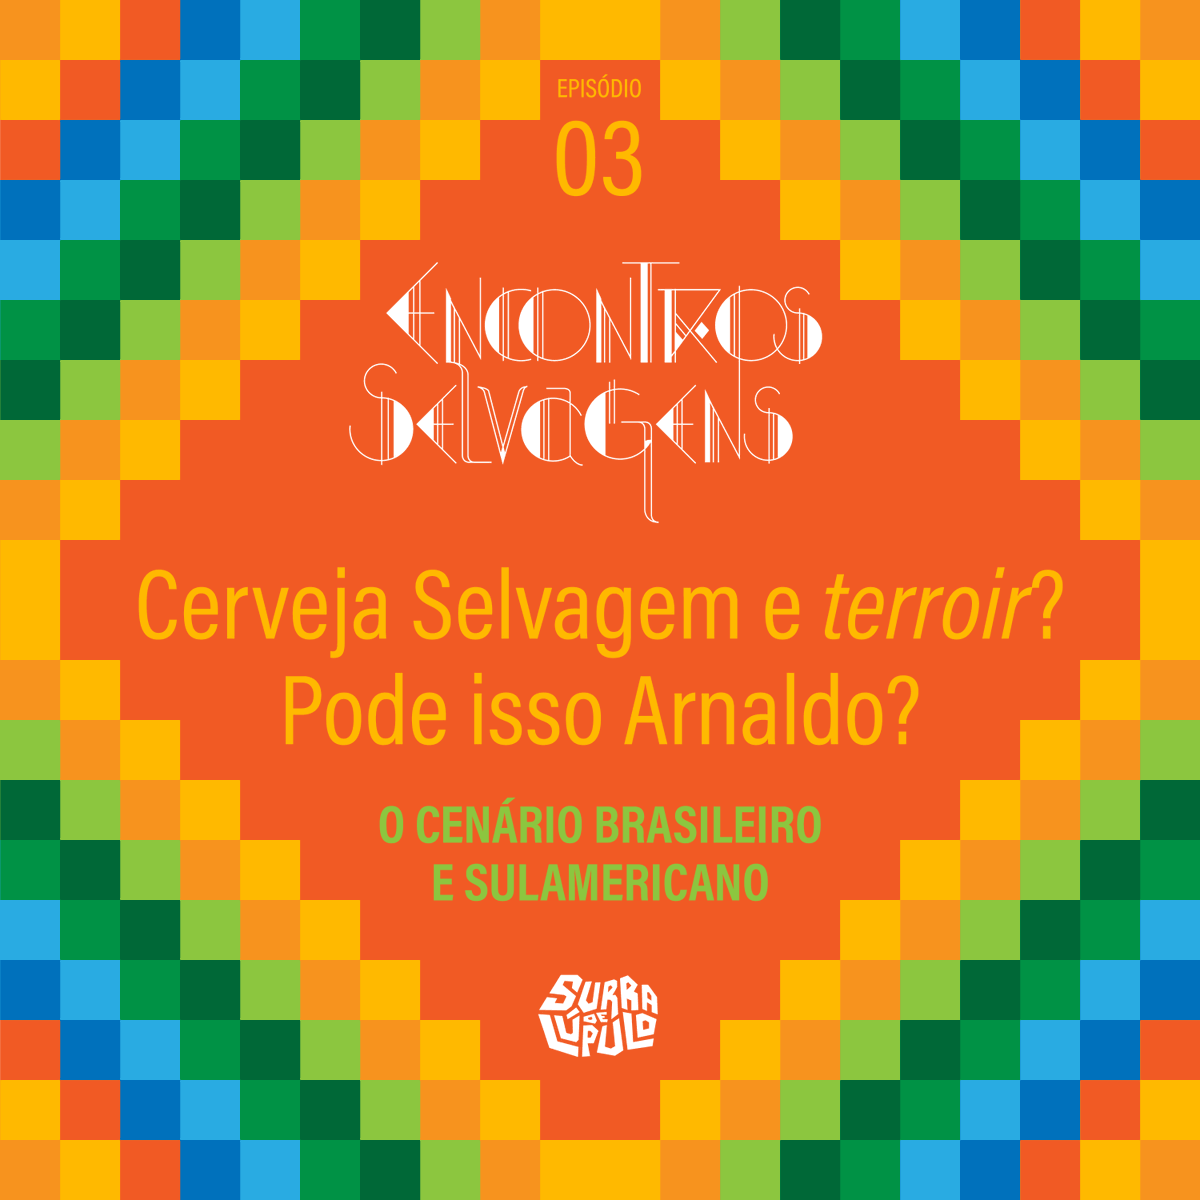 EPISÓDIO
03
ENCONTROS
SELVAGENS
Cerveja Selvagem e terroir?
Pode isso Arnaldo?
O CENÁRIO BRASILEIRO
E SULAMERICANO
SURRA
DE
LÚPULO